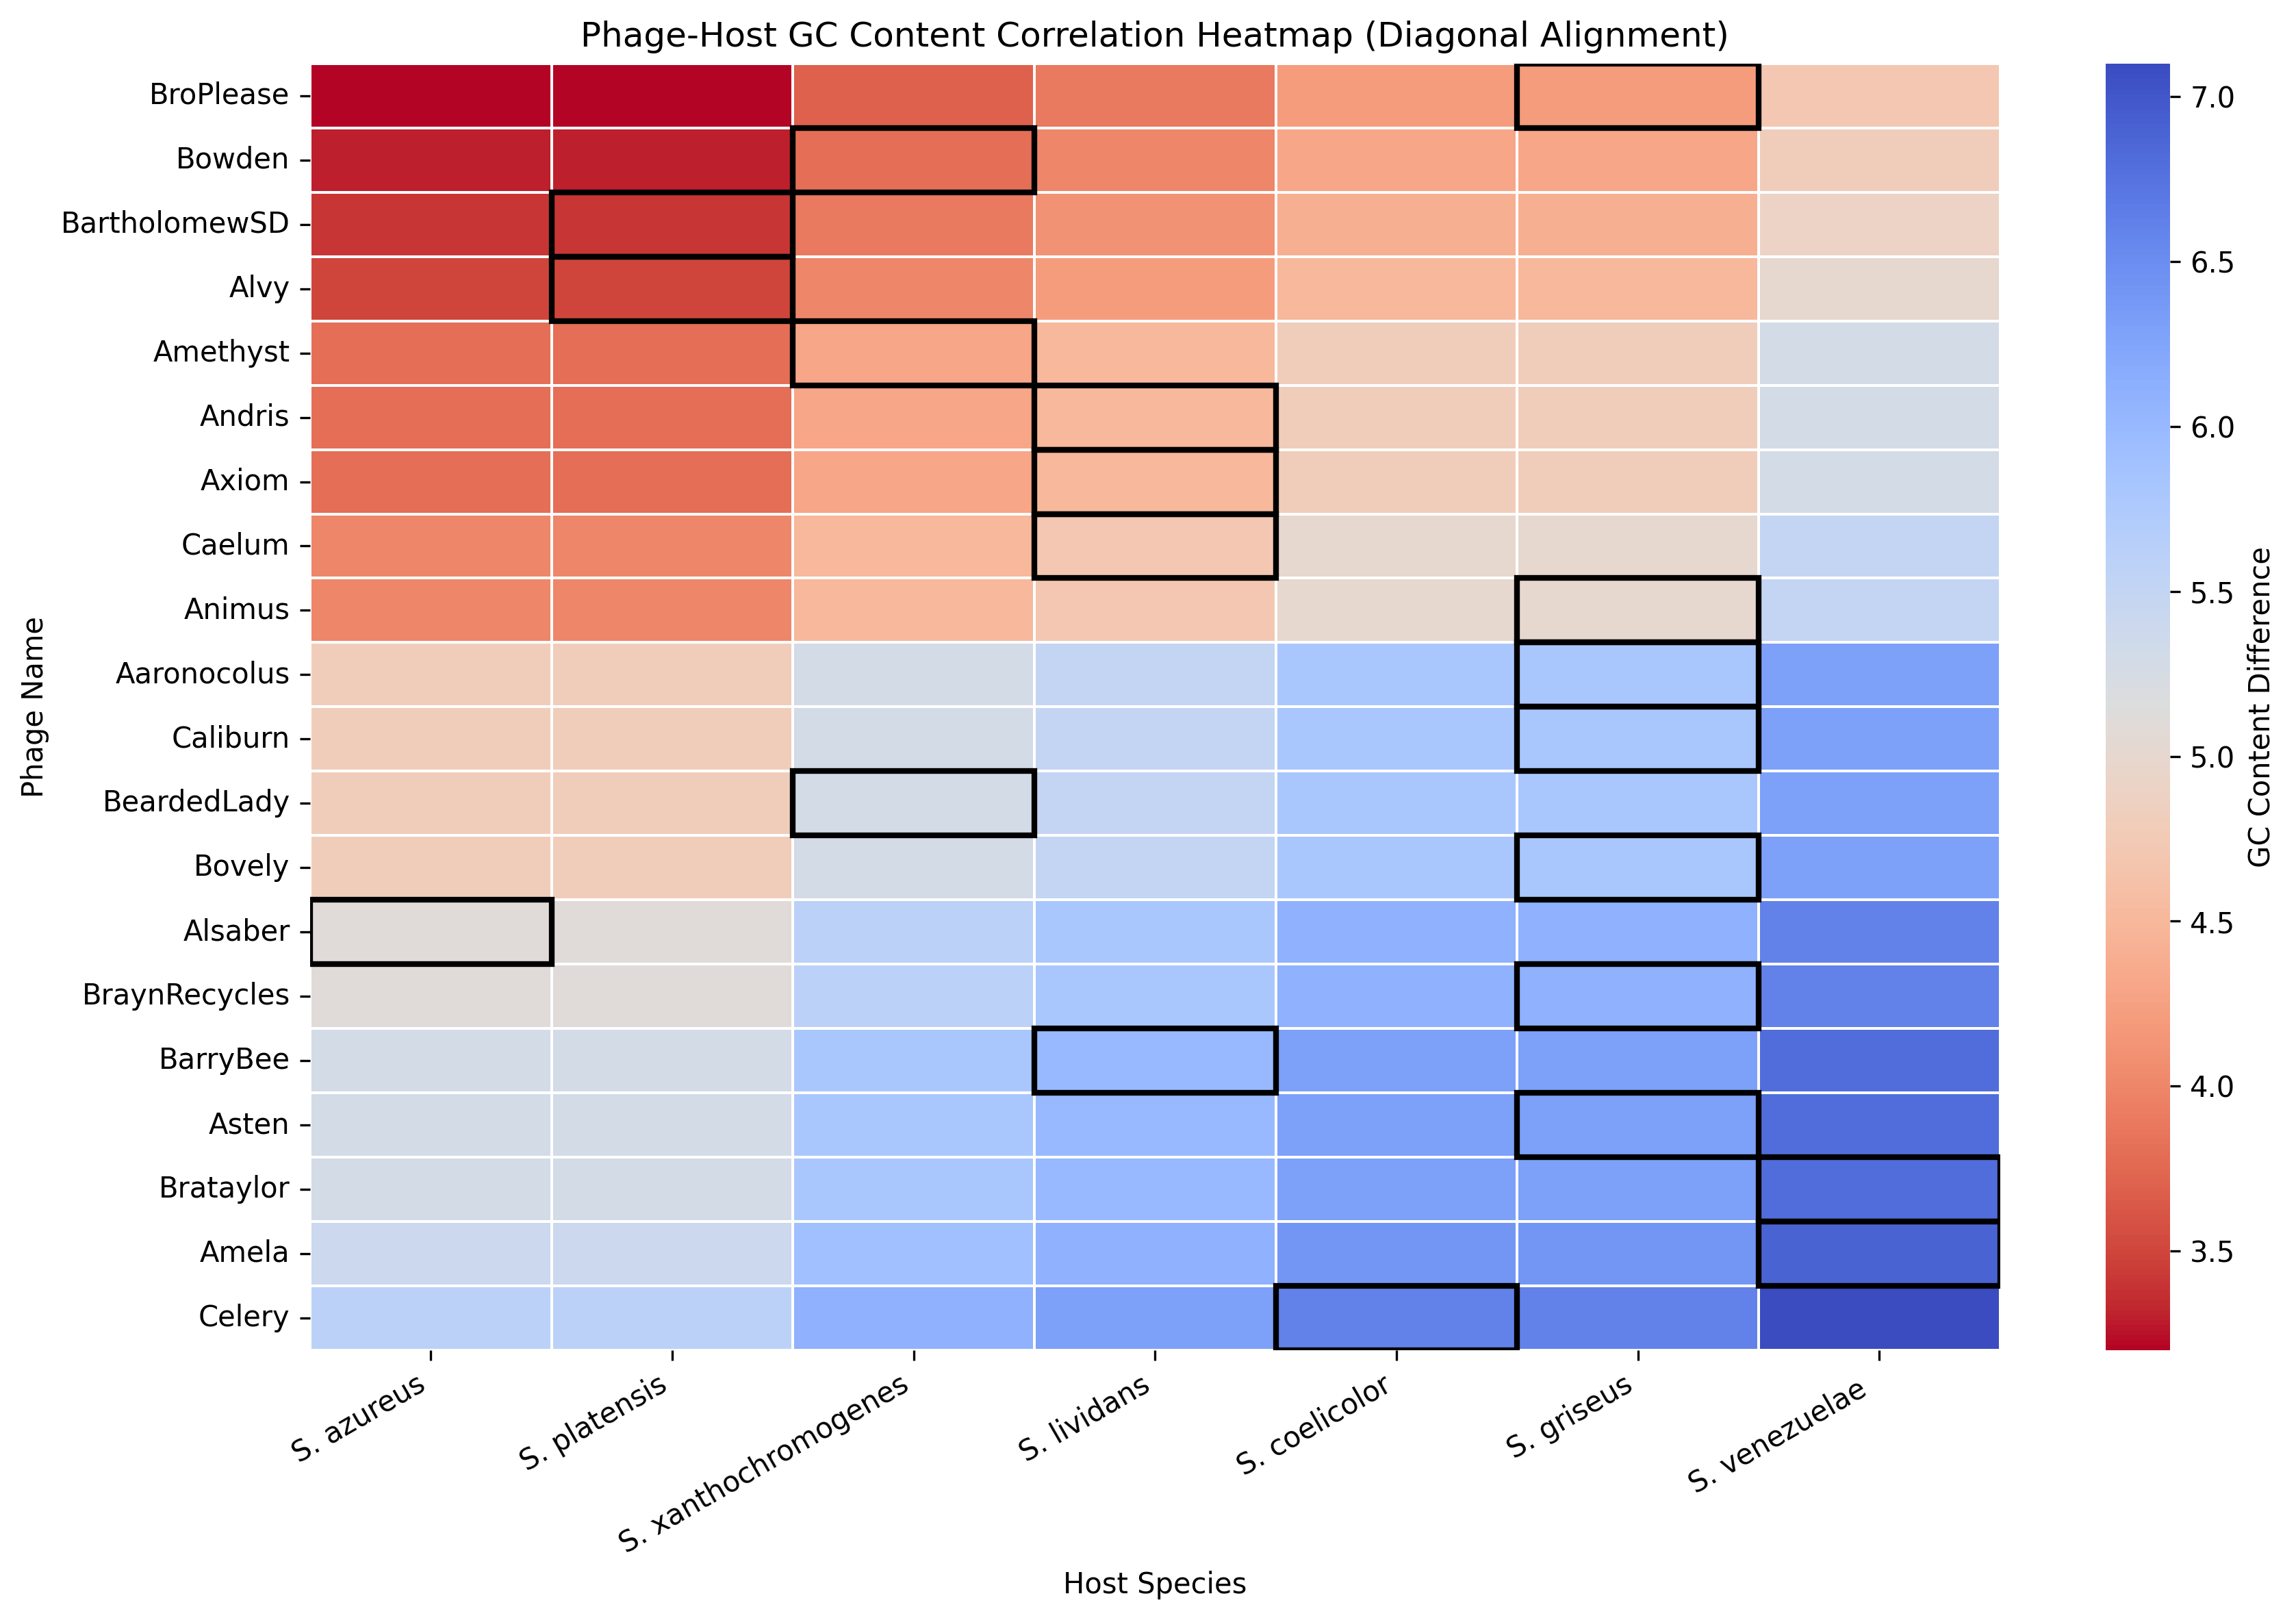 Phage-Host GC Content Correlation Heatmap (Diagonal Alignment)
Phage Name
BroPlease
Bowden
BartholomewSD
Alvy
Amethyst
Andris
Axiom
Caelum
Animus
Aaronocolus
Caliburn
BeardedLady
Bovely
Alsaber
BraynRecycles
BarryBee
Asten
Brataylor
Amela
Celery
S. azureus
S. platensis
S. xanthochromogenes
S. lividans
S. coelicolor
S. griseus
S. venezuelae
Host Species
7.0
6.5
6.0
5.5
5.0
4.5
4.0
3.5
GC Content Difference